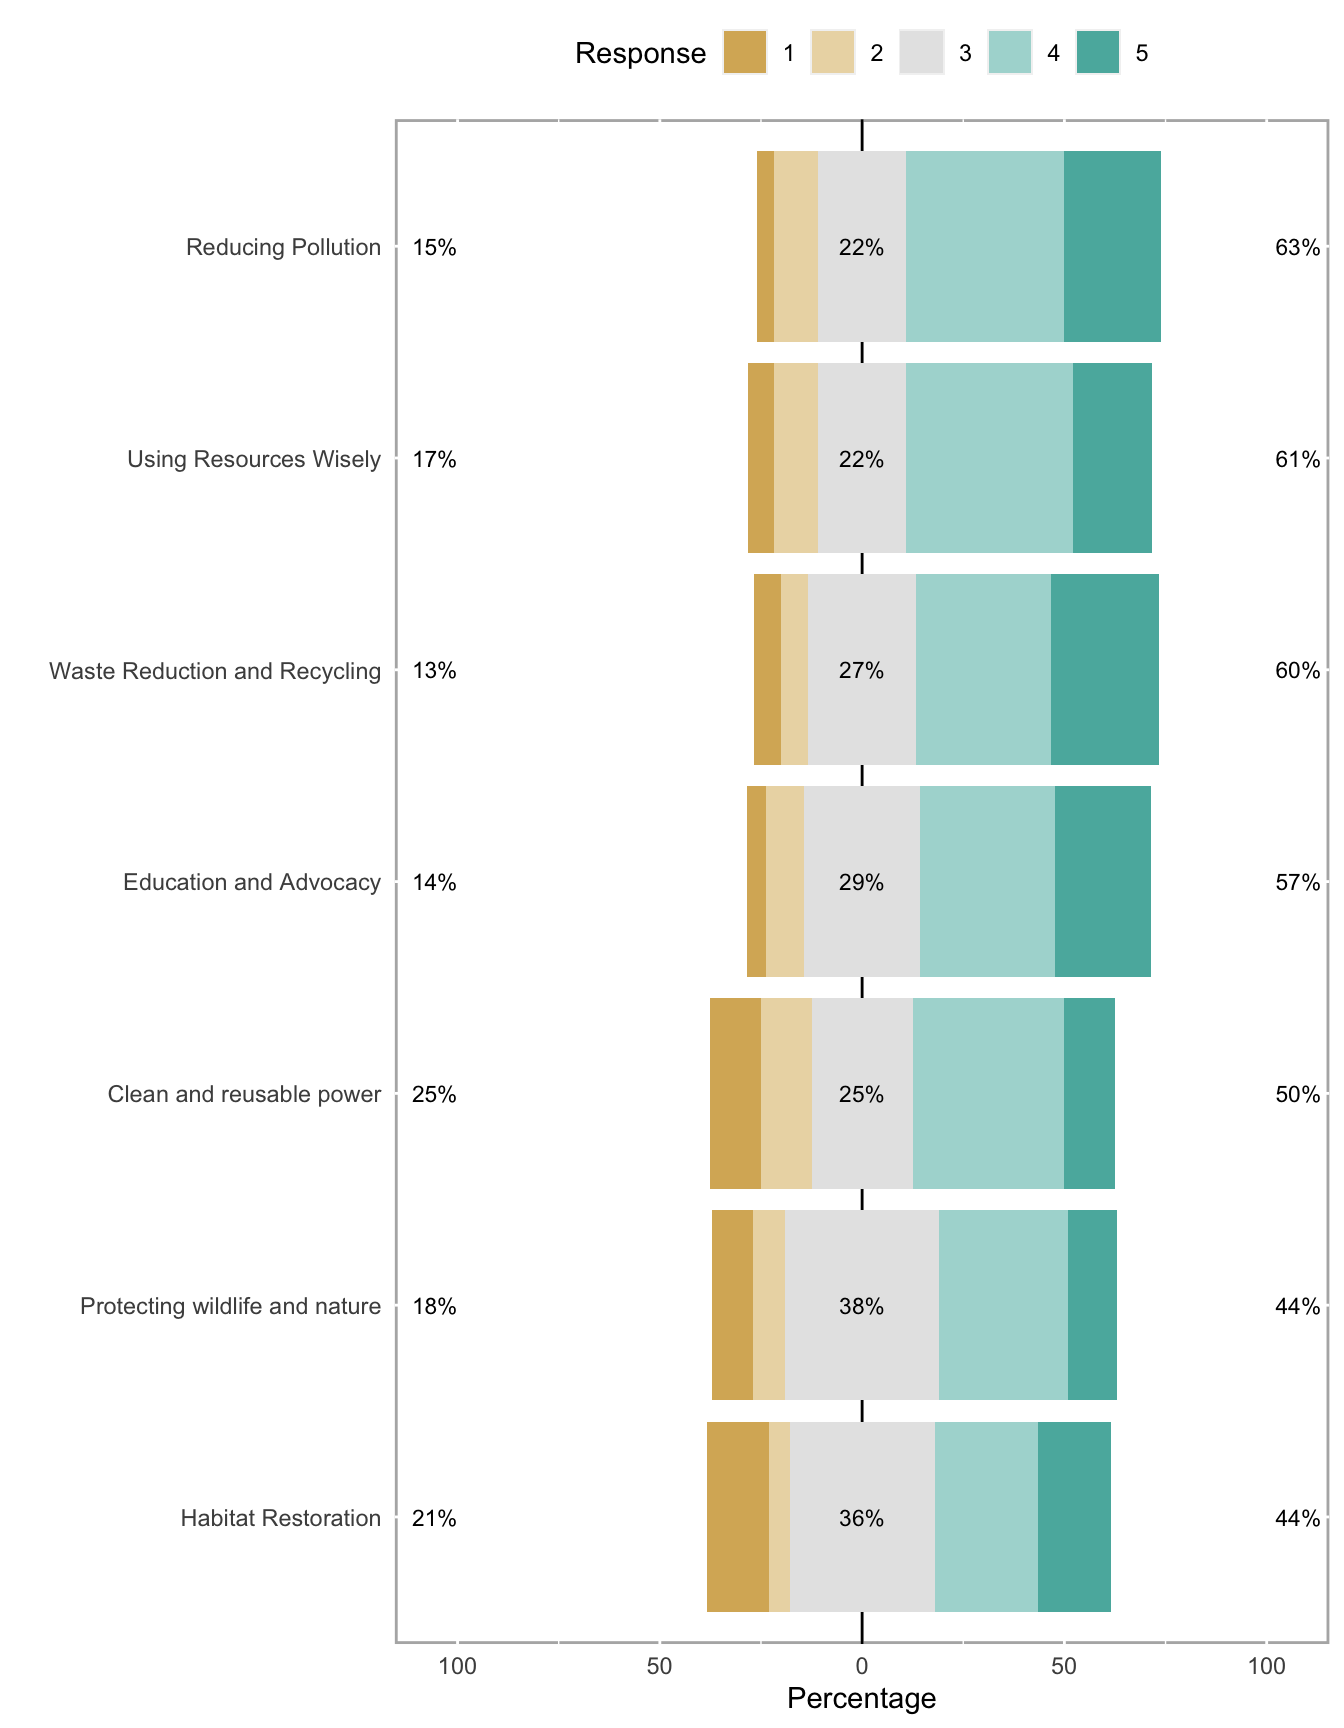 Response 1 2 3 4 5
Reducing Pollution 15% 22% 63%
Using Resources Wisely 17% 22% 61%
Waste Reduction and Recycling 13% 27% 60%
Education and Advocacy 14% 29% 57%
Clean and reusable power 25% 25% 50%
Protecting wildlife and nature 18% 38% 44%
Habitat Restoration 21% 36% 44%
100 50 0 50 100
Percentage